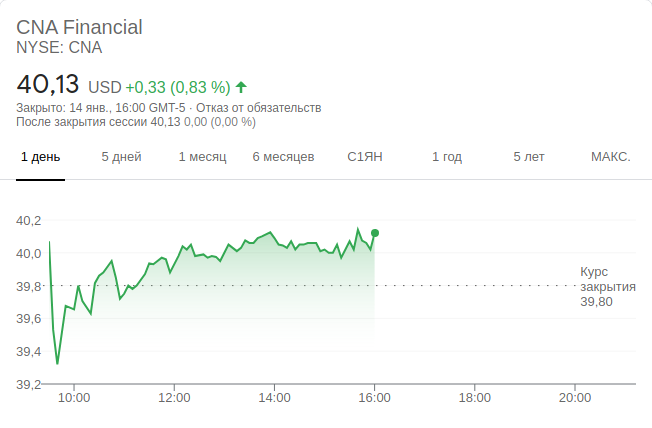 CNA Financial
NYSE: CNA
40,13 USD +0,33 (0,83 %)
Закрыто: 14 янв., 16:00 GMT-5 · Отказ от обязательств
После закрытия сессии 40,13 0,00 (0,00 %)
1 день 5 дней 1 месяц 6 месяцев С1ЯН 1 год 5 лет МАКС.
40,2
40,0
39,8
39,6
39,4
39,2
Курс
закрытия
39,80
10:00 12:00 14:00 16:00 18:00 20:00